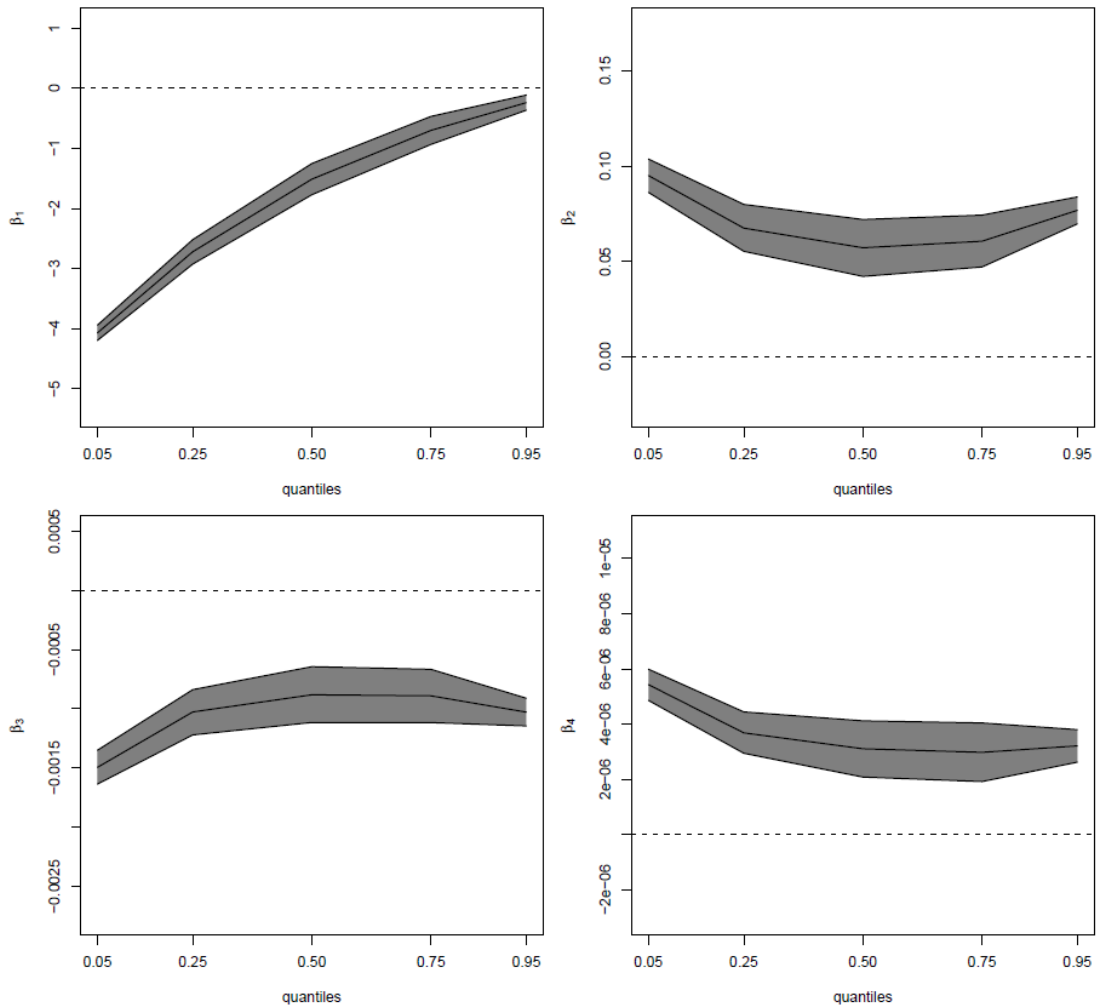 1
0
−1
−2
−3
−4
−5
β1
0.05 0.25 0.50 0.75 0.95
quantiles
0.15
0.10
0.05
0.00
β2
0.05 0.25 0.50 0.75 0.95
quantiles
0.0005
−0.0005
−0.0015
−0.0025
β3
0.05 0.25 0.50 0.75 0.95
quantiles
1e−05
8e−06
6e−06
4e−06
2e−06
−2e−06
β4
0.05 0.25 0.50 0.75 0.95
quantiles